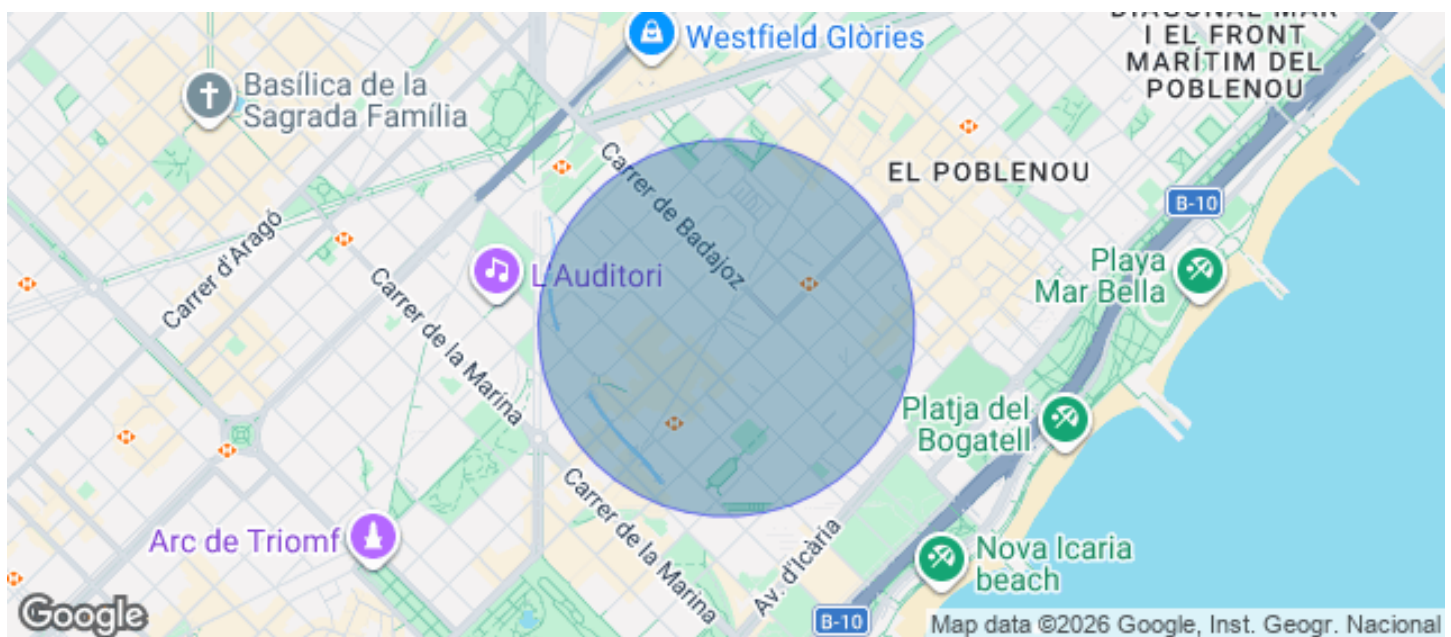 DIAGONAL MAR
I EL FRONT
MARÍTIM DEL
POBLENOU
Westfield Glòries
Basílica de la
Sagrada Família
EL POBLENOU
Carrer de Badajoz
B-10
Carrer d'Aragó
L'Auditori
Playa
Mar Bella
Carrer de la Marina
Platja del
Bogatell
Carrer de la Marina
Arc de Triomf
Av. d'Icària
Nova Icaria
beach
B-10
Google
Map data ©2026 Google, Inst. Geogr. Nacional